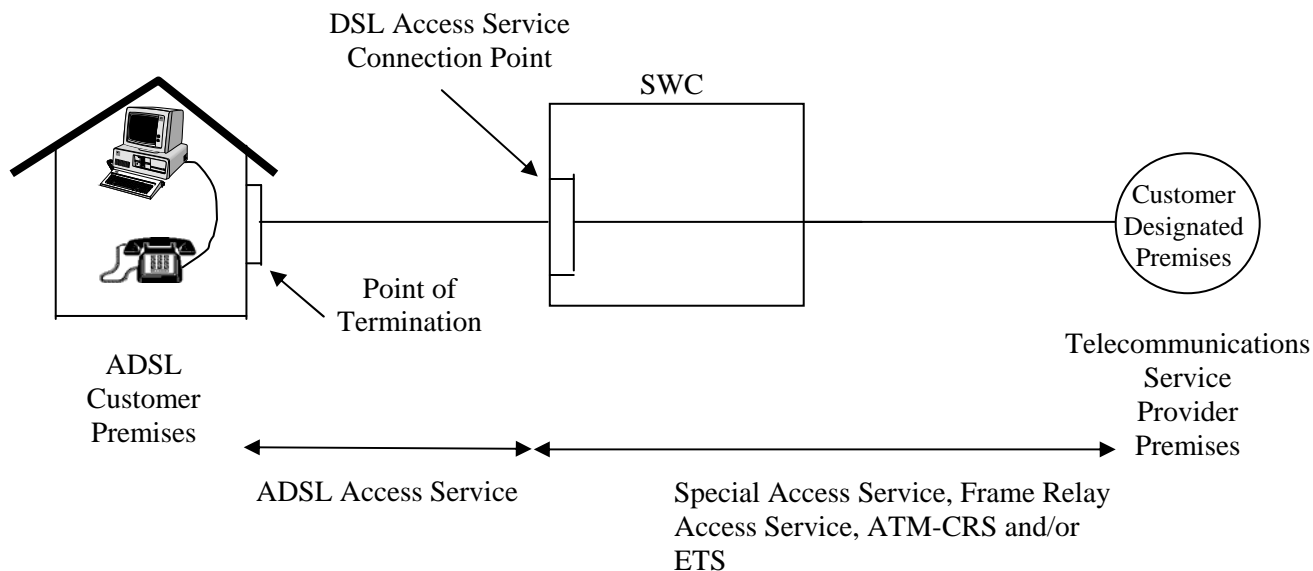 DSL Access Service
Connection Point
SWC
Customer
Designated
Premises
Point of
Termination
ADSL
Customer
Premises
Telecommunications
Service
Provider
Premises
ADSL Access Service
Special Access Service, Frame Relay
Access Service, ATM-CRS and/or
ETS